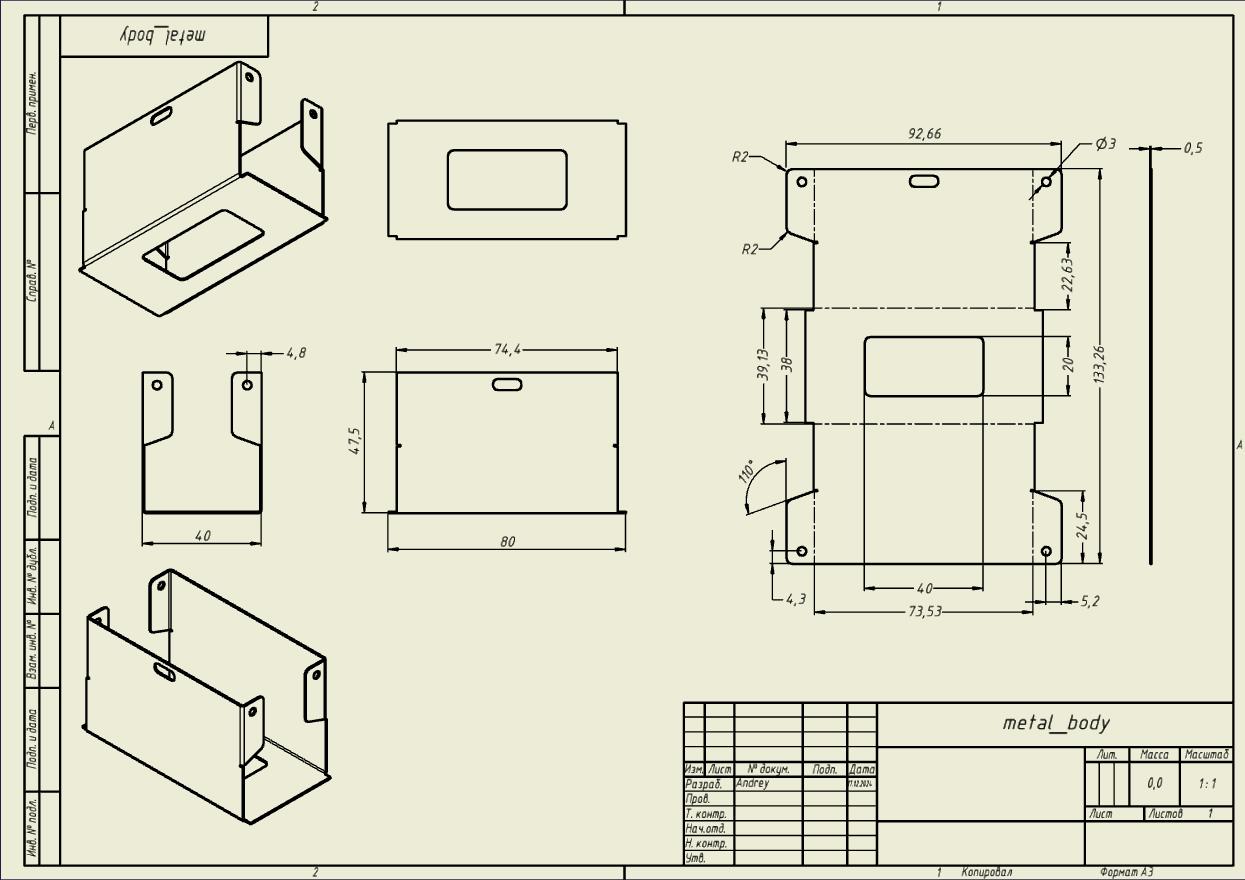 2
1
metal_body
Перв. примен.
Справ. №
Подп. и дата
Инв. № дубл.
Взам. инв. №
Подп. и дата
Инв. № подл.
A
A
92,66
R2
⌀3
0,5
R2
22,63
39,13
38
20
133,26
110°
24,5
4,3
40
5,2
73,53
4,8
74,4
47,5
40
80
metal_body
Лит. Масса Масштаб
Изм. Лист № докум. Подп. Дата
0,0 1:1
Разраб. Andrey
Пров.
Т. контр.
Лист Листов 1
Нач.отд.
Н. контр.
Утв.
2
1 Копировал Формат А3